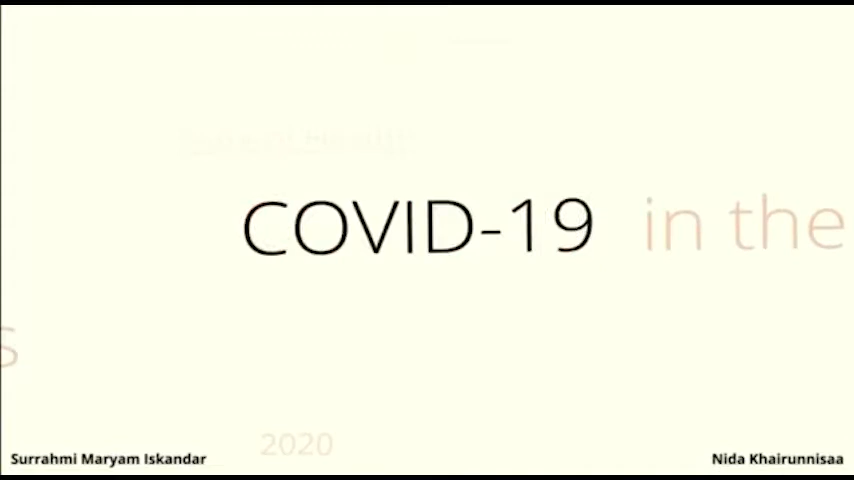 COVID-19 in the
s
2020
Surrahmi Maryam Iskandar
Nida Khairunnisaa